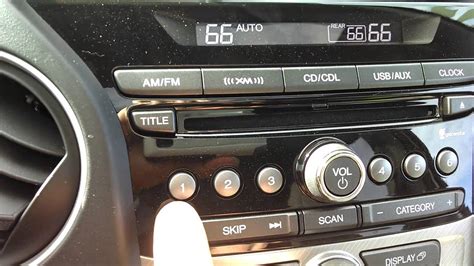 66 AUTO REAR 66 66
AM/FM XM CD/CDL USB/AUX CLOCK
TITLE
1 2 3 VOL 4 5 6
SKIP SCAN - CATEGORY +
DISPLAY